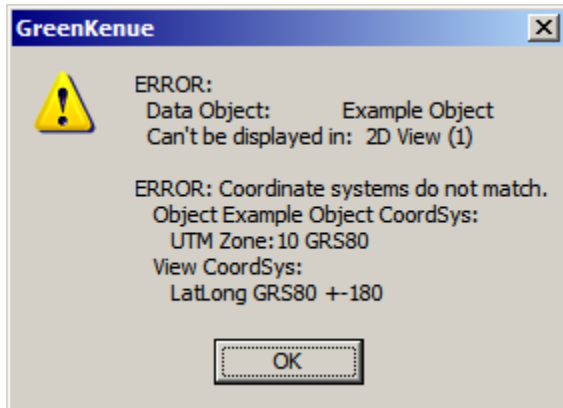 GreenKenue
ERROR:
Data Object: Example Object
Can't be displayed in: 2D View (1)
ERROR: Coordinate systems do not match.
Object Example Object CoordSys:
UTM Zone:10 GRS80
View CoordSys:
LatLong GRS80 +-180
OK